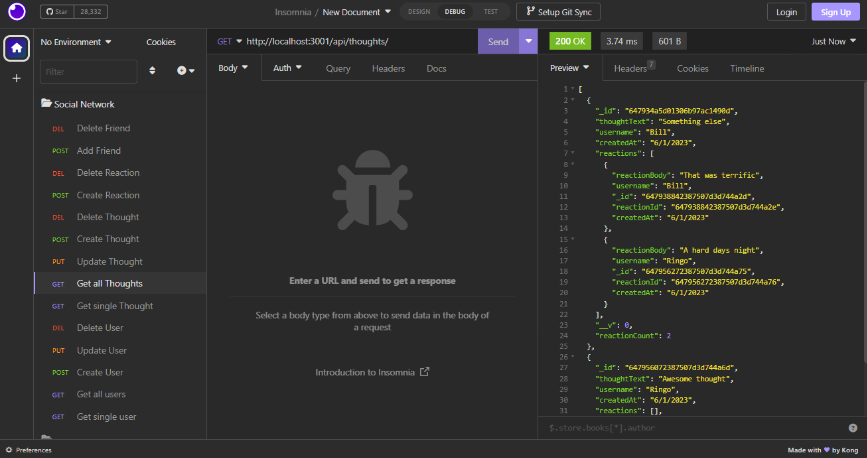 Star 28,332
Insomnia / New Document
DESIGN DEBUG TEST
Setup Git Sync
Login Sign Up
No Environment Cookies
Filter
Social Network
DEL Delete Friend
POST Add Friend
DEL Delete Reaction
POST Create Reaction
DEL Delete Thought
POST Create Thought
PUT Update Thought
GET Get all Thoughts
GET Get single Thought
DEL Delete User
PUT Update User
POST Create User
GET Get all users
GET Get single user
GET http://localhost:3001/api/thoughts/ Send
Body Auth Query Headers Docs
Enter a URL and send to get a response
Select a body type from above to send data in the body of
a request
Introduction to Insomnia
200 OK 3.74 ms 601 B Just Now
Preview Headers 7 Cookies Timeline
1 [
2 {
3 "_id": "647934a5d01306b97ac1490d",
4 "thoughtText": "Something else",
5 "username": "Bill",
6 "createdAt": "6/1/2023",
7 "reactions": [
8 {
9 "reactionBody": "That was terrific",
10 "username": "Bill",
11 "_id": "647938842387507d3d744a2d",
12 "reactionId": "647938842387507d3d744a2e",
13 "createdAt": "6/1/2023"
14 },
15 {
16 "reactionBody": "A hard days night",
17 "username": "Ringo",
18 "_id": "647956272387507d3d744a75",
19 "reactionId": "647956272387507d3d744a76",
20 "createdAt": "6/1/2023"
21 }
22 ],
23 "__v": 0,
24 "reactionCount": 2
25 },
26 {
27 "_id": "647956072387507d3d744a6d",
28 "thoughtText": "Awesome thought",
29 "username": "Ringo",
30 "createdAt": "6/1/2023",
31 "reactions": [],
$.store.books[*].author
Preferences
Made with ♥ by Kong